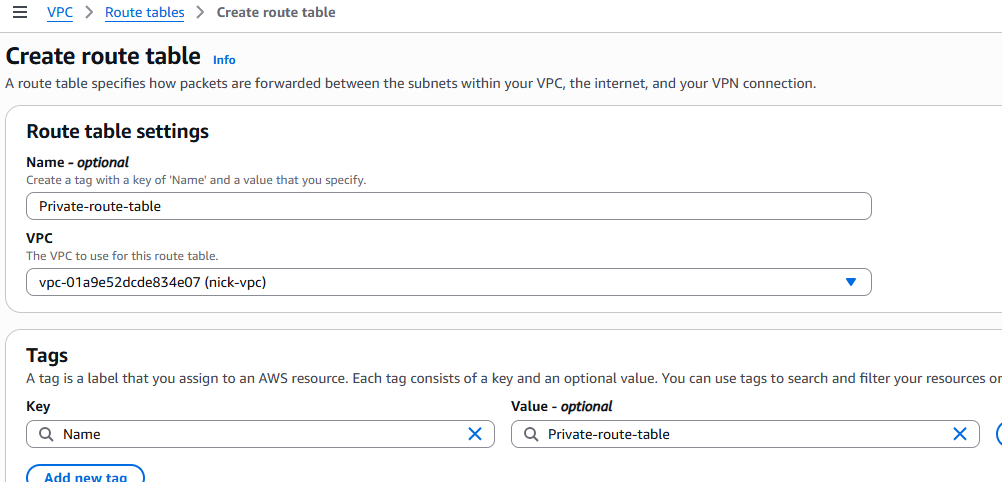 VPC > Route tables > Create route table
Create route table Info
A route table specifies how packets are forwarded between the subnets within your VPC, the internet, and your VPN connection.
Route table settings
Name - optional
Create a tag with a key of 'Name' and a value that you specify.
Private-route-table
VPC
The VPC to use for this route table.
vpc-01a9e52dcde834e07 (nick-vpc)
Tags
A tag is a label that you assign to an AWS resource. Each tag consists of a key and an optional value. You can use tags to search and filter your resources or
Key Value - optional
Name Private-route-table
Add new tag